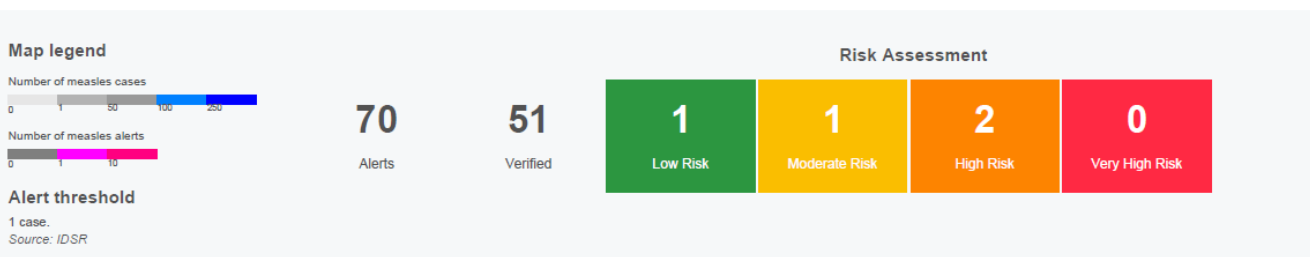 Map legend
Number of measles cases
0 1 50 100 250
Number of measles alerts
0 1 10
Alert threshold
1 case.
Source: IDSR
70
Alerts
51
Verified
Risk Assessment
1
Low Risk
1
Moderate Risk
2
High Risk
0
Very High Risk